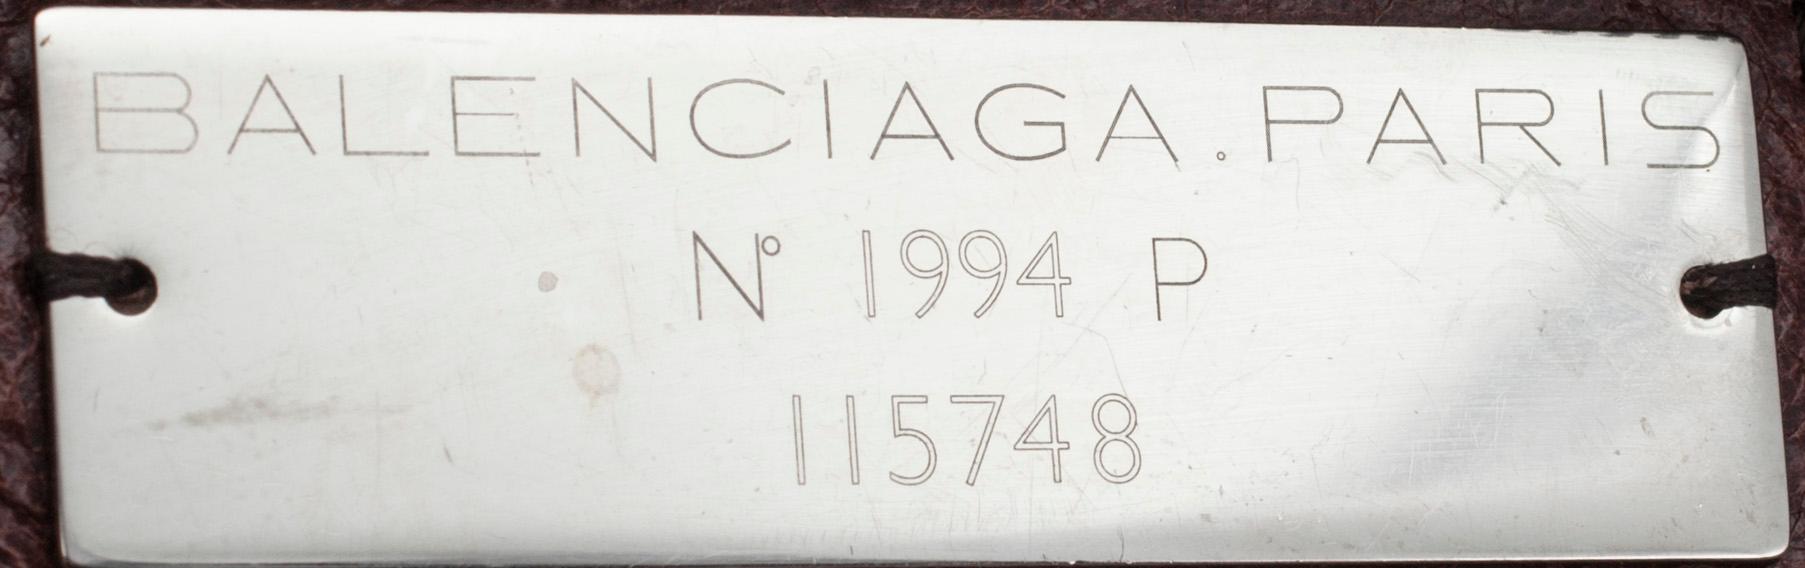 BALENCIAGA.PARIS
N° 1994 P
115748